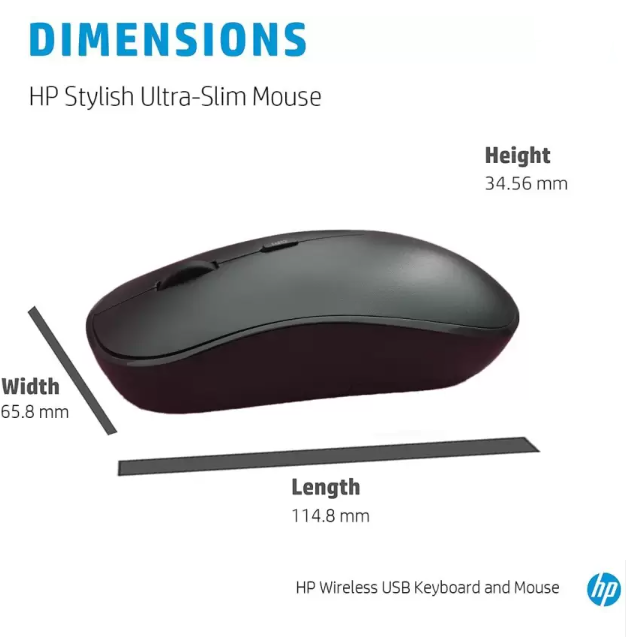 DIMENSIONS
HP Stylish Ultra-Slim Mouse
Height
34.56 mm
Width
65.8 mm
Length
114.8 mm
HP Wireless USB Keyboard and Mouse
hp